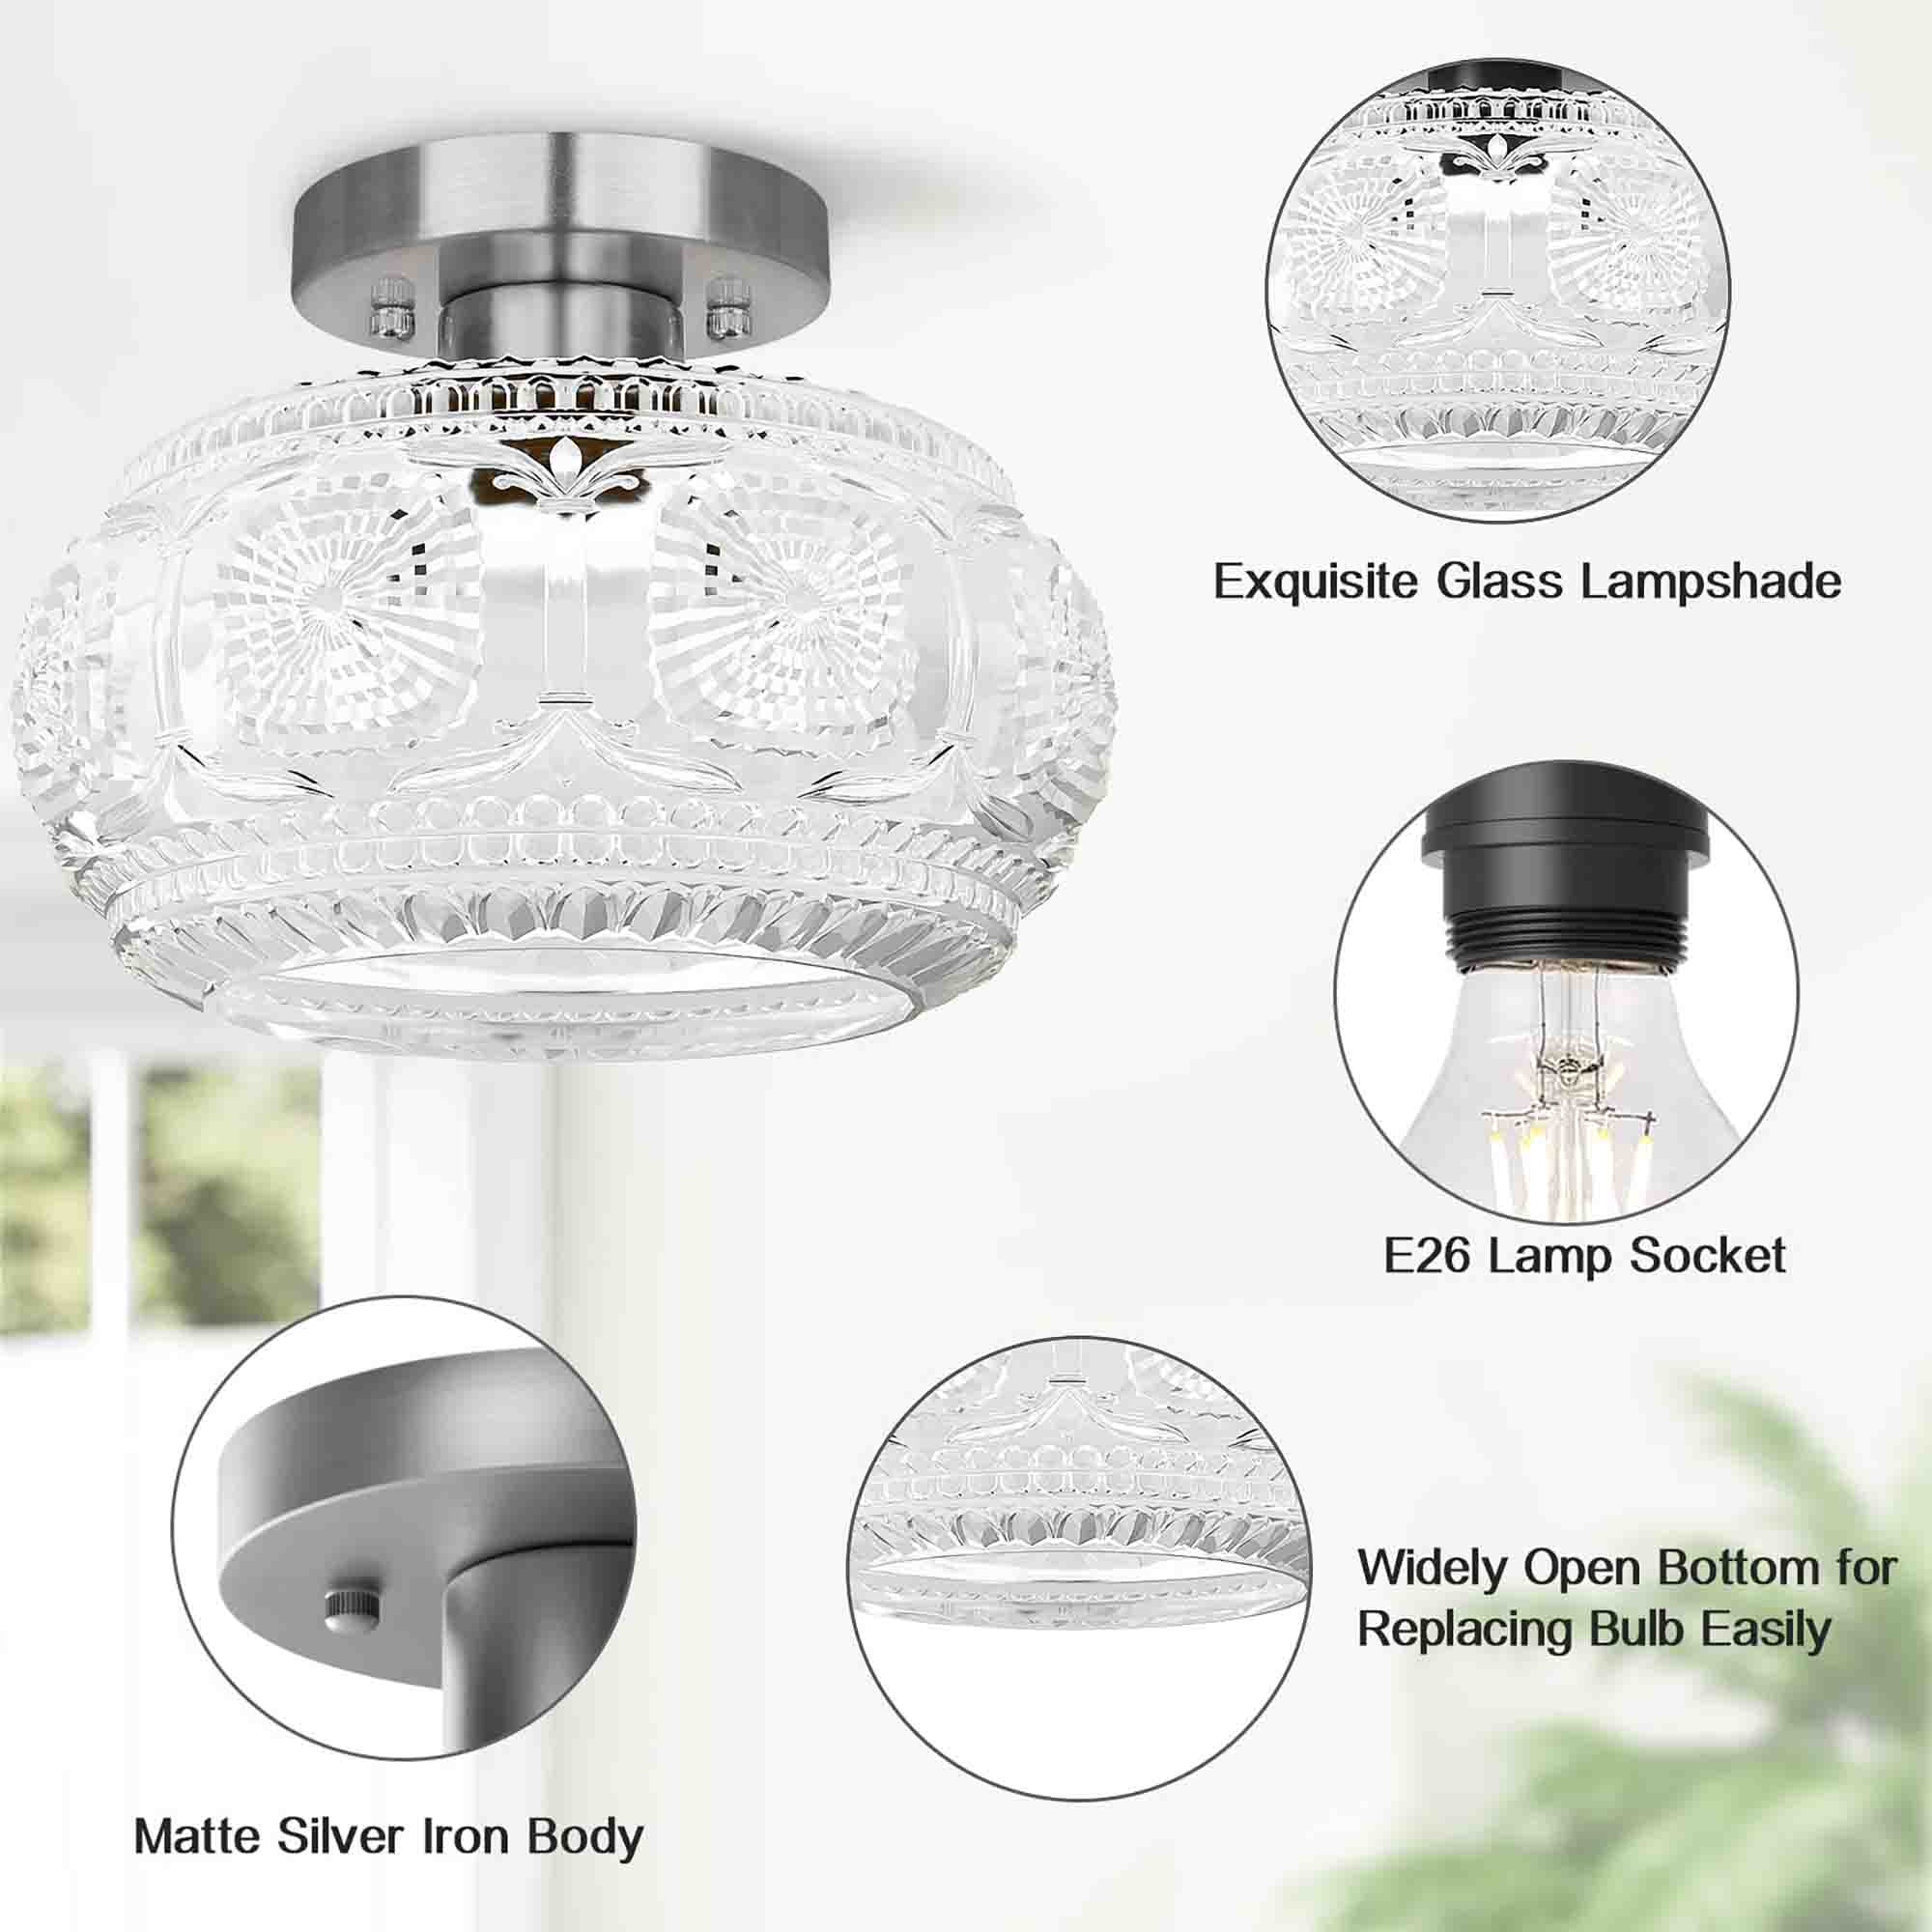 Exquisite Glass Lampshade
E26 Lamp Socket
Widely Open Bottom for
Replacing Bulb Easily
Matte Silver Iron Body